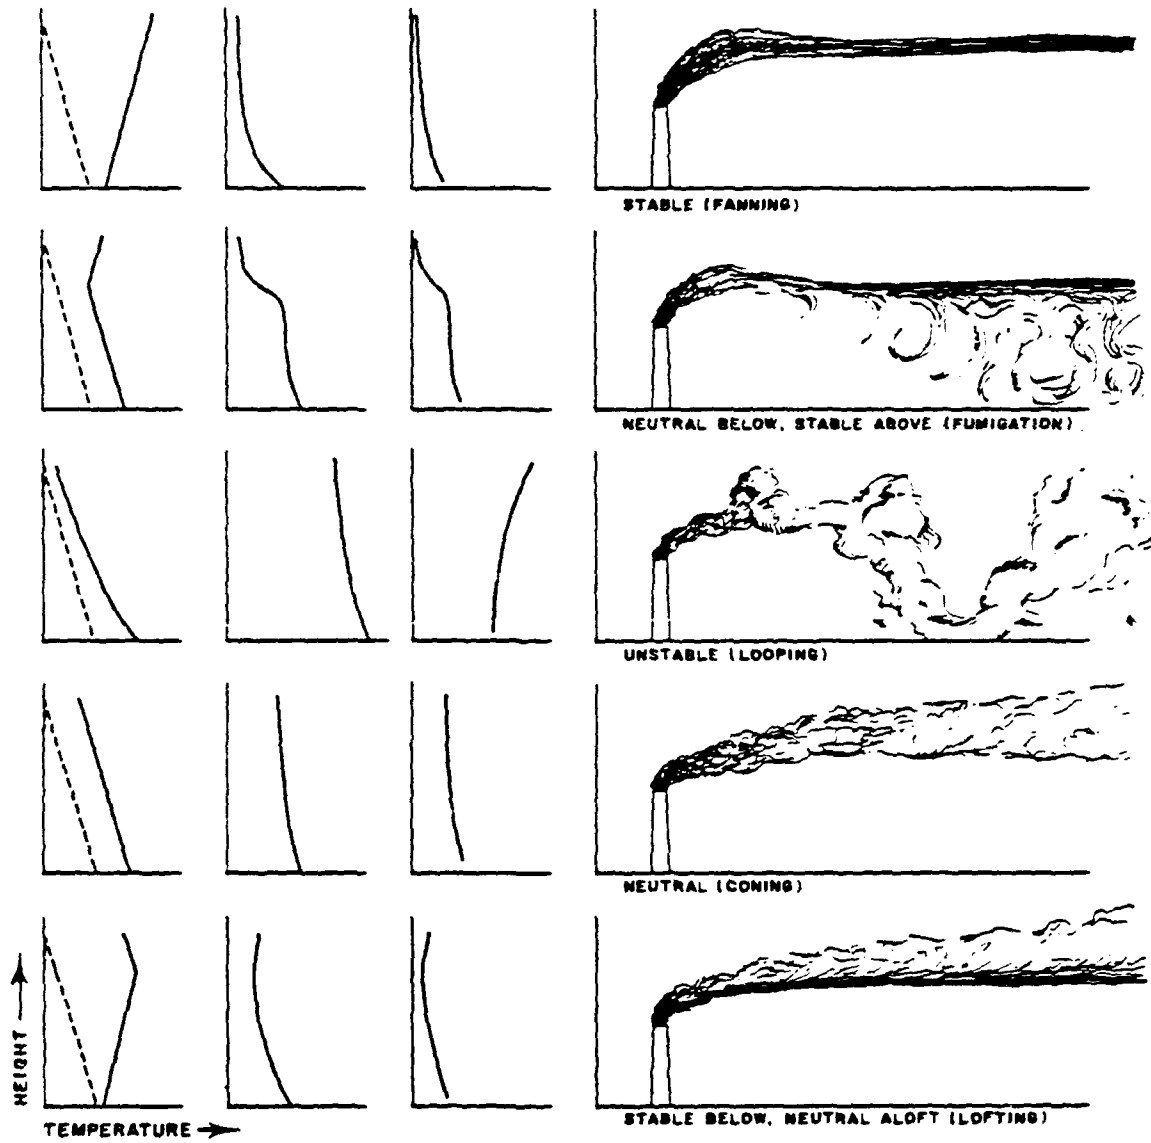 STABLE (FANNING)
NEUTRAL BELOW, STABLE ABOVE (FUMIGATION)
UNSTABLE (LOOPING)
NEUTRAL (CONING)
STABLE BELOW, NEUTRAL ALOFT (LOFTING)
HEIGHT
TEMPERATURE